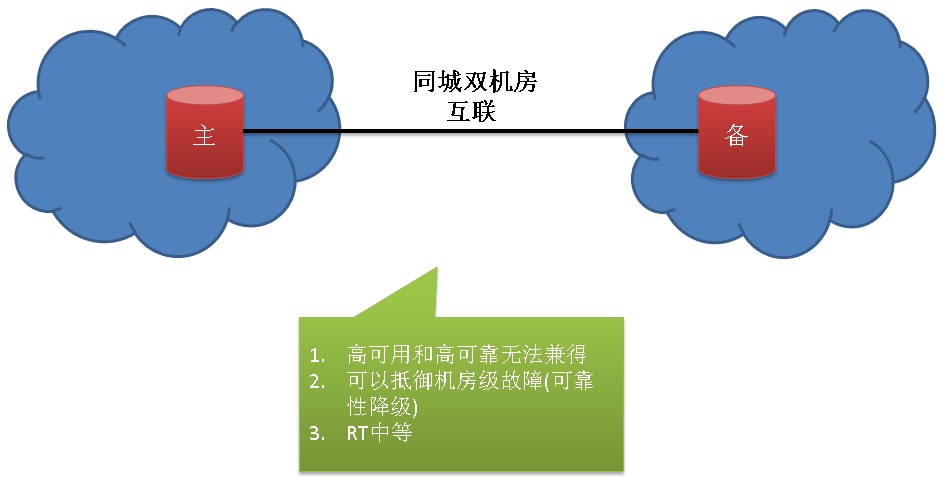 同城双机房
互联
主
备
1. 高可用和高可靠无法兼得
2. 可以抵御机房级故障(可靠
性降级)
3. RT中等